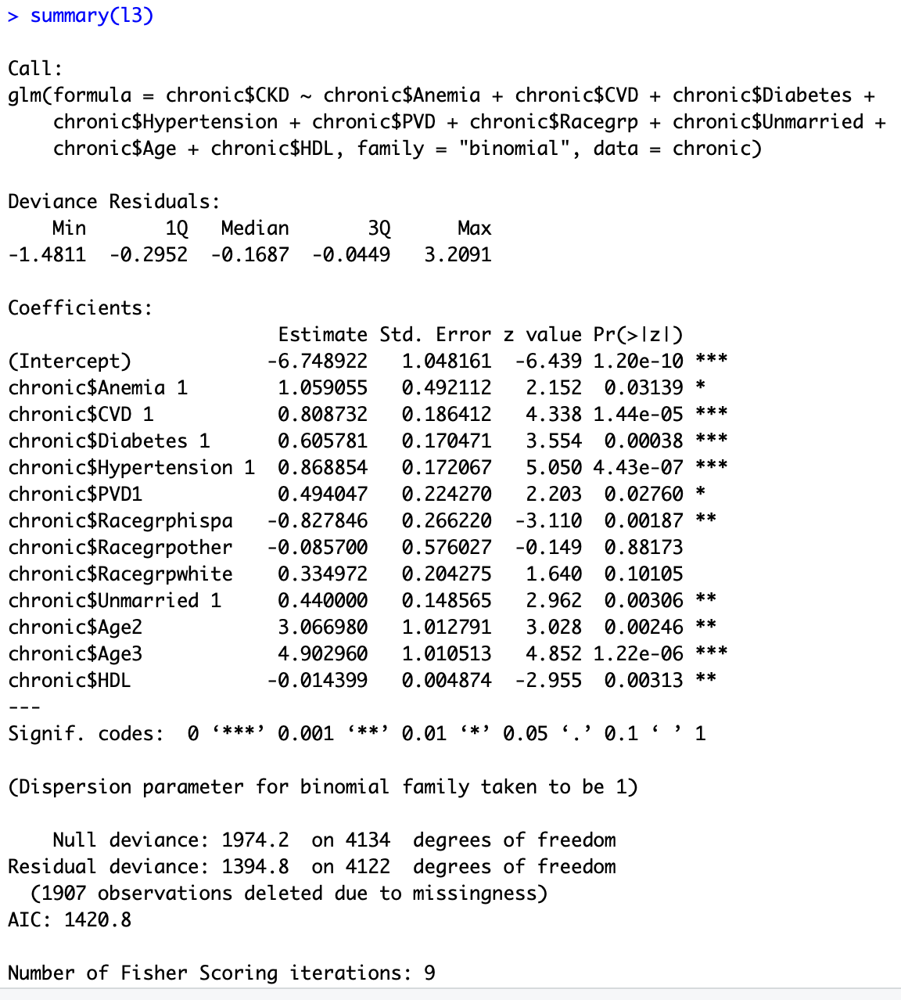 > summary(l3)
Call:
glm(formula = chronic$CKD ~ chronic$Anemia + chronic$CVD + chronic$Diabetes +
    chronic$Hypertension + chronic$PVD + chronic$Racegrp + chronic$Unmarried +
    chronic$Age + chronic$HDL, family = "binomial", data = chronic)
Deviance Residuals:
    Min       1Q   Median       3Q      Max
-1.4811  -0.2952  -0.1687  -0.0449   3.2091
Coefficients:
                        Estimate Std. Error z value Pr(>|z|)
(Intercept)            -6.748922   1.048161  -6.439 1.20e-10 ***
chronic$Anemia 1        1.059055   0.492112   2.152  0.03139 *
chronic$CVD 1           0.808732   0.186412   4.338 1.44e-05 ***
chronic$Diabetes 1      0.605781   0.170471   3.554  0.00038 ***
chronic$Hypertension 1  0.868854   0.172067   5.050 4.43e-07 ***
chronic$PVD1            0.494047   0.224270   2.203  0.02760 *
chronic$Racegrphispa   -0.827846   0.266220  -3.110  0.00187 **
chronic$Racegrpother   -0.085700   0.576027  -0.149  0.88173
chronic$Racegrpwhite    0.334972   0.204275   1.640  0.10105
chronic$Unmarried 1     0.440000   0.148565   2.962  0.00306 **
chronic$Age2            3.066980   1.012791   3.028  0.00246 **
chronic$Age3            4.902960   1.010513   4.852 1.22e-06 ***
chronic$HDL            -0.014399   0.004874  -2.955  0.00313 **
---
Signif. codes:  0 ‘***’ 0.001 ‘**’ 0.01 ‘*’ 0.05 ‘.’ 0.1 ‘ ’ 1
(Dispersion parameter for binomial family taken to be 1)
    Null deviance: 1974.2  on 4134  degrees of freedom
Residual deviance: 1394.8  on 4122  degrees of freedom
  (1907 observations deleted due to missingness)
AIC: 1420.8
Number of Fisher Scoring iterations: 9